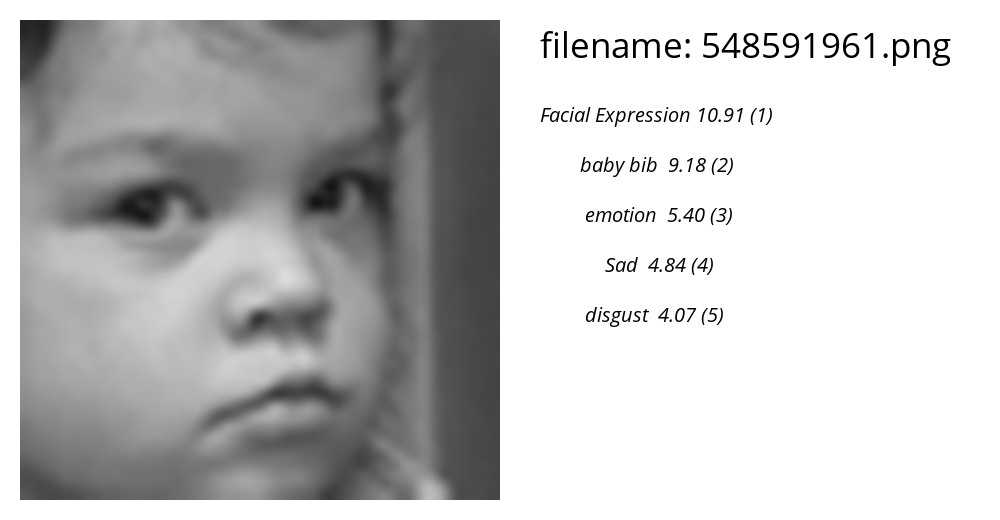 filename: 548591961.png
Facial Expression 10.91 (1)
baby bib 9.18 (2)
emotion 5.40 (3)
Sad 4.84 (4)
disgust 4.07 (5)